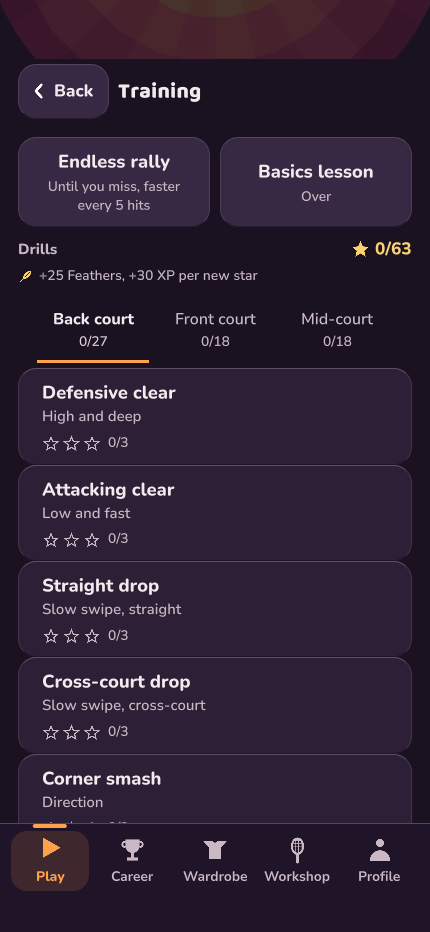 Back
Training
Endless rally
Until you miss, faster
every 5 hits
Basics lesson
Over
Drills
0/63
+25 Feathers, +30 XP per new star
Back court
0/27
Front court
0/18
Mid-court
0/18
Defensive clear
High and deep
0/3
Attacking clear
Low and fast
0/3
Straight drop
Slow swipe, straight
0/3
Cross-court drop
Slow swipe, cross-court
0/3
Corner smash
Direction
Play
Career
Wardrobe
Workshop
Profile